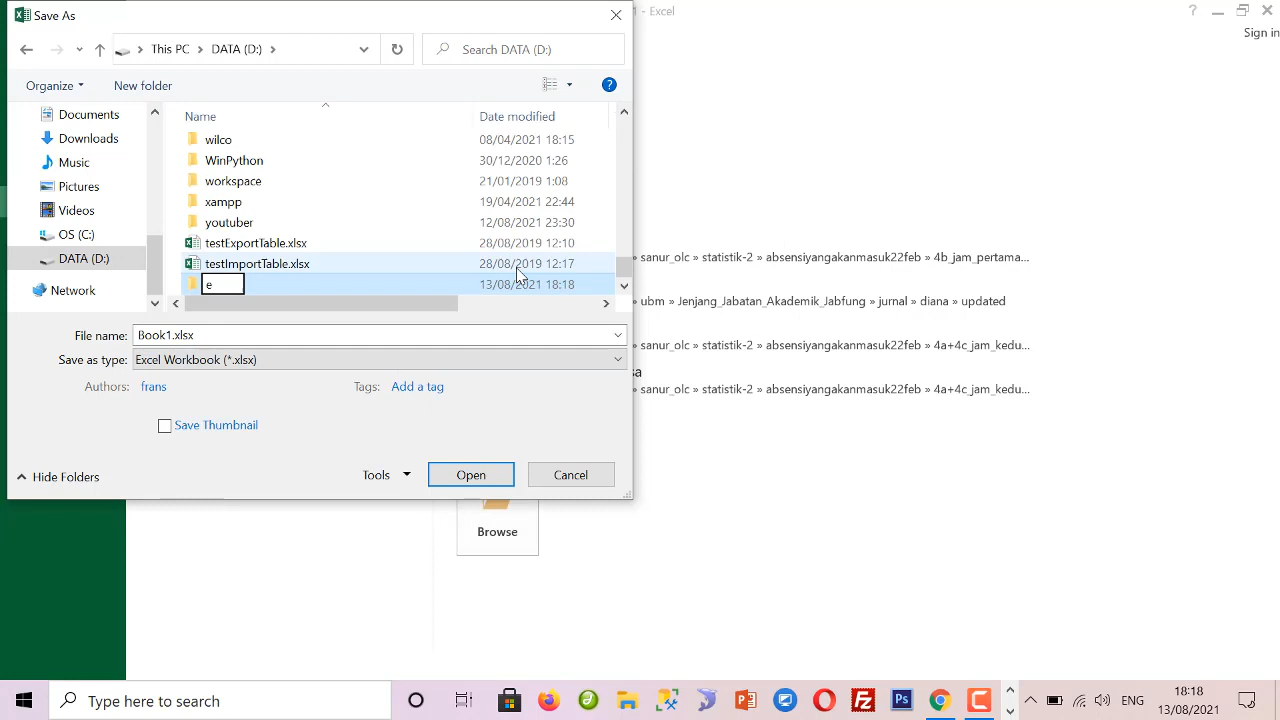 Save As
1 - Excel
?
Sign in
This PC
DATA (D:)
Search DATA (D:)
Organize
New folder
?
Documents
Downloads
Music
Pictures
Videos
OS (C:)
DATA (D:)
Network
Name
Date modified
wilco
08/04/2021 18:15
WinPython
30/12/2020 1:26
workspace
21/01/2019 1:08
xampp
19/04/2021 22:44
youtuber
12/08/2021 23:30
testExportTable.xlsx
28/08/2019 12:10
testImportTable.xlsx
28/08/2019 12:17
e
13/08/2021 18:18
File name:
Book1.xlsx
Save as type:
Excel Workbook (*.xlsx)
Authors:
frans
Tags:
Add a tag
Save Thumbnail
Hide Folders
Tools
Open
Cancel
» sanur_olc » statistik-2 » absensiyangakanmasuk22feb » 4b_jam_pertama...
» ubm » Jenjang_Jabatan_Akademik_Jabfung » jurnal » diana » updated
» sanur_olc » statistik-2 » absensiyangakanmasuk22feb » 4a+4c_jam_kedu...
sa
» sanur_olc » statistik-2 » absensiyangakanmasuk22feb » 4a+4c_jam_kedu...
Browse
Type here to search
ENG
18:18
13/08/2021